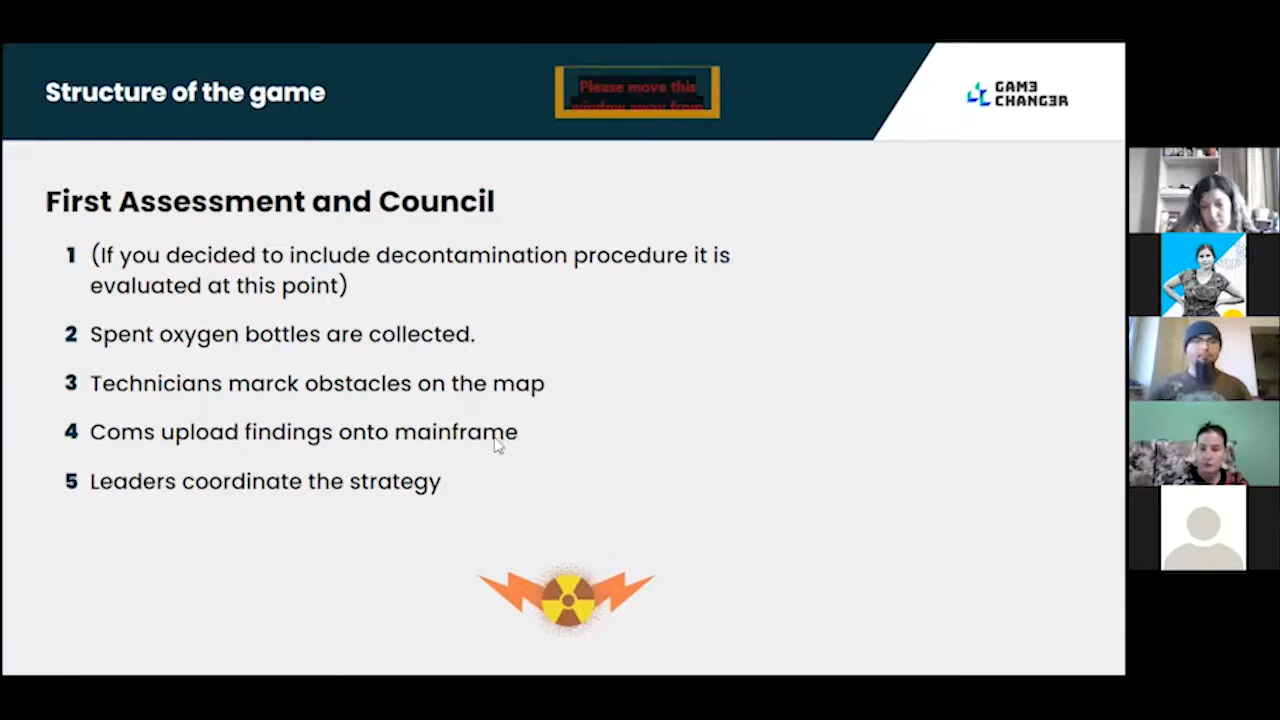 Structure of the game
Please move this
window away from
GAM3
CHANG3R
First Assessment and Council
1 (If you decided to include decontamination procedure it is
evaluated at this point)
2 Spent oxygen bottles are collected.
3 Technicians marck obstacles on the map
4 Coms upload findings onto mainframe
5 Leaders coordinate the strategy